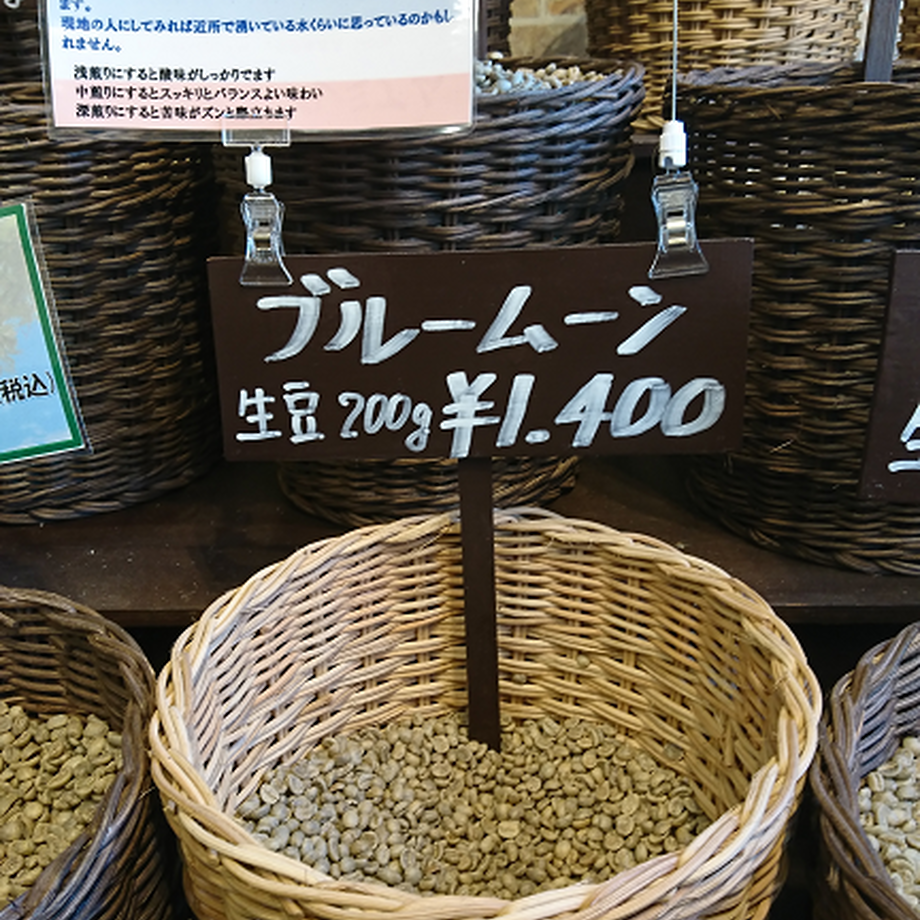 ます。
現地の人にしてみれば近所で湧いている水くらいに思っているのかもし
れません。
浅煎りにすると酸味がしっかりでます
中煎りにするとスッキリとバランスよい味わい
深煎りにすると苦味がズンと際立ちます
税込)
ブルームーン
生豆 200g ¥1.400